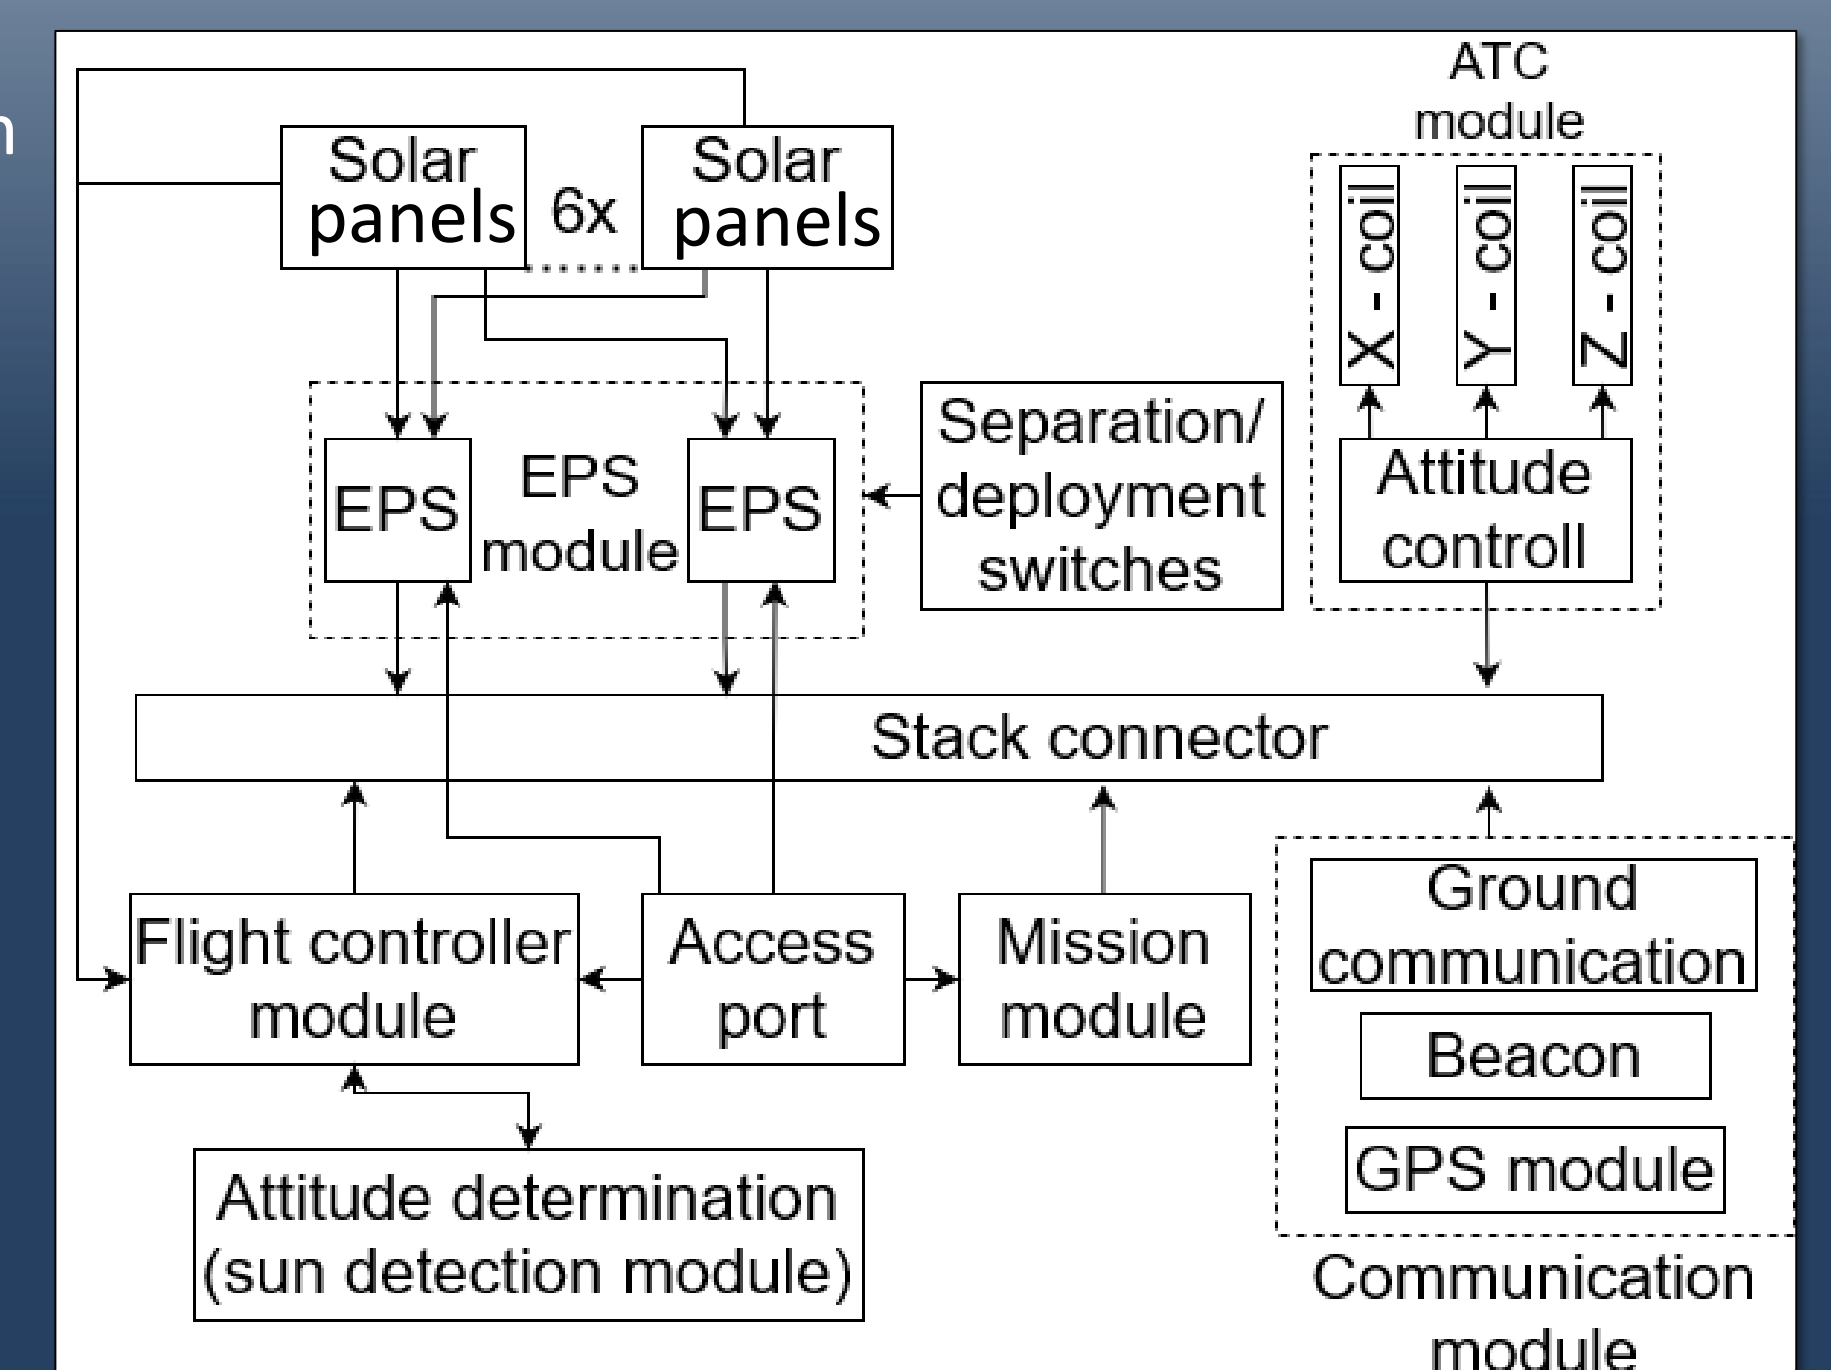 n
ATC
module
Solar
panels
6x
Solar
panels
X - coil
Y - coil
Z - coil
EPS
EPS
module
EPS
Separation/
deployment
switches
Attitude
controll
Stack connector
Flight controller
module
Access
port
Mission
module
Ground
communication
Beacon
GPS module
Attitude determination
(sun detection module)
Communication
module